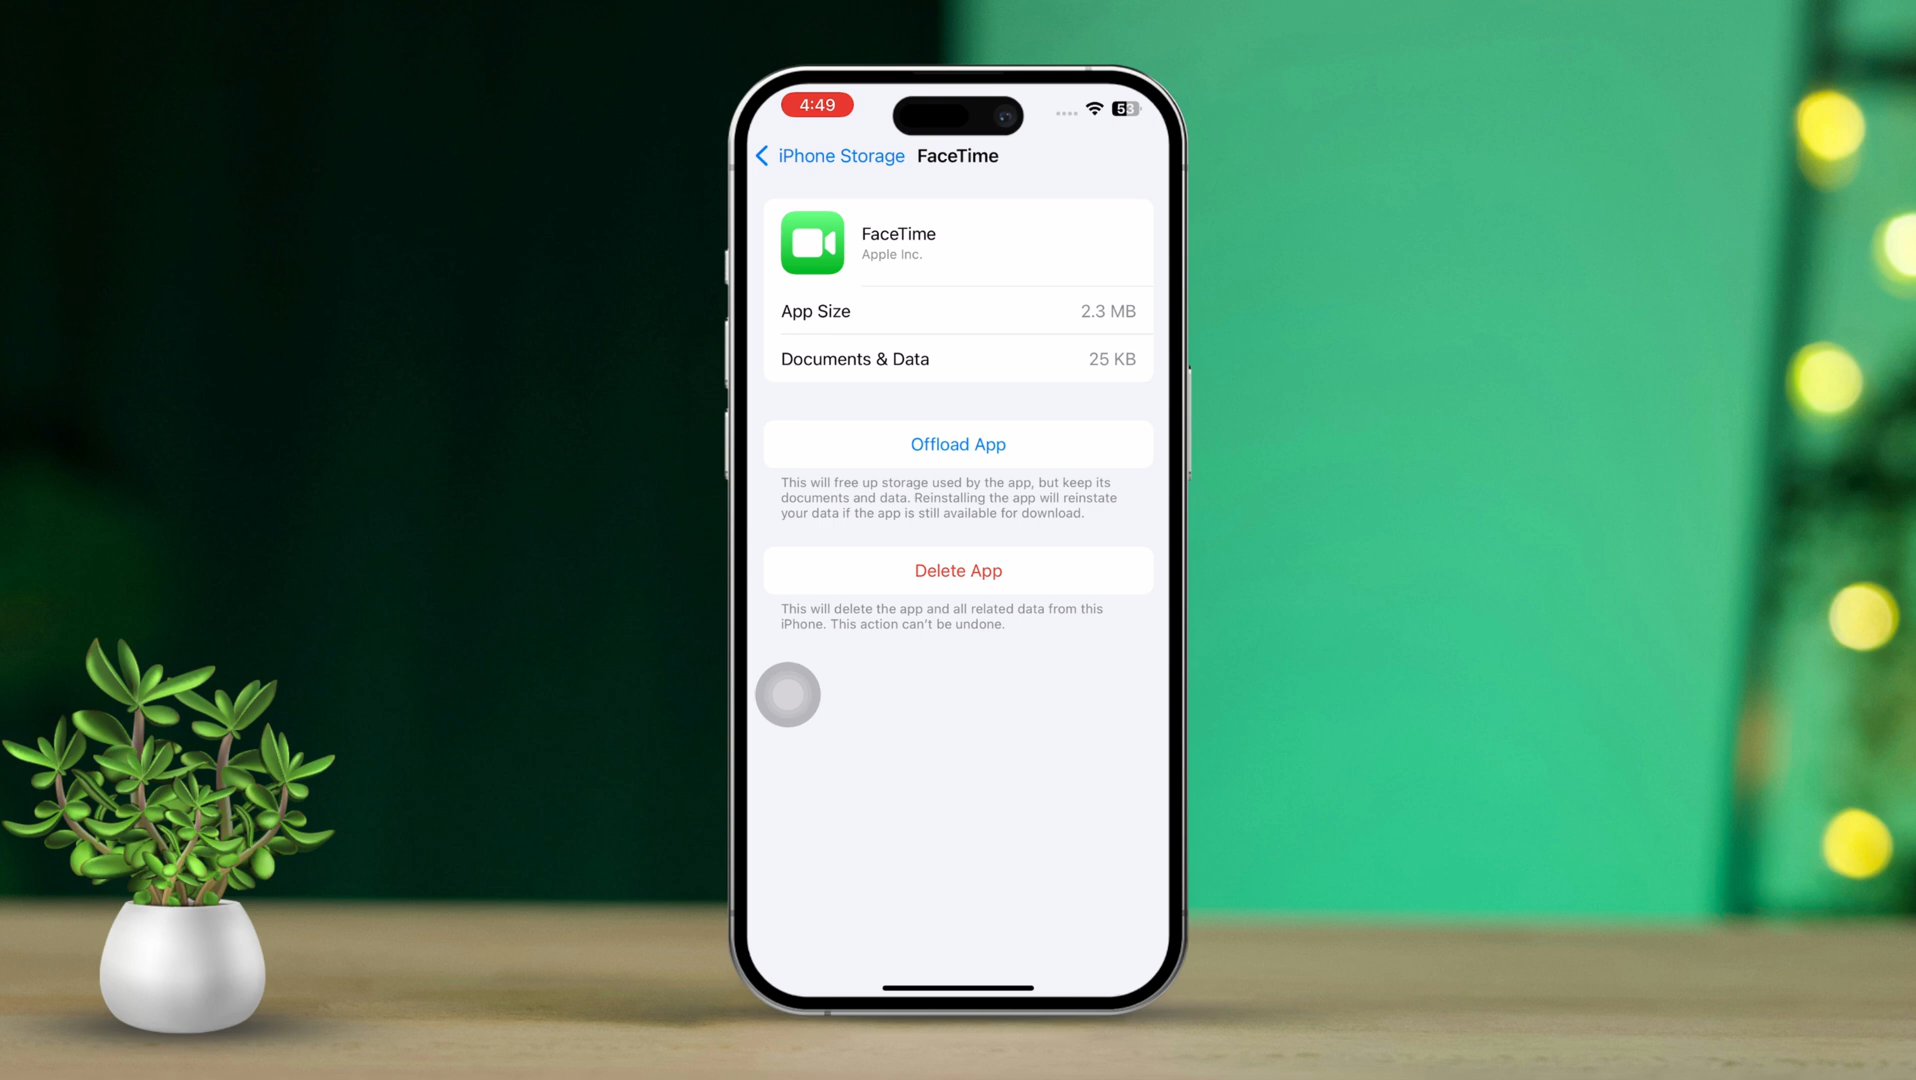 4:49
53
iPhone Storage FaceTime
FaceTime
Apple Inc.
App Size 2.3 MB
Documents & Data 25 KB
Offload App
This will free up storage used by the app, but keep its
documents and data. Reinstalling the app will reinstate
your data if the app is still available for download.
Delete App
This will delete the app and all related data from this
iPhone. This action can't be undone.